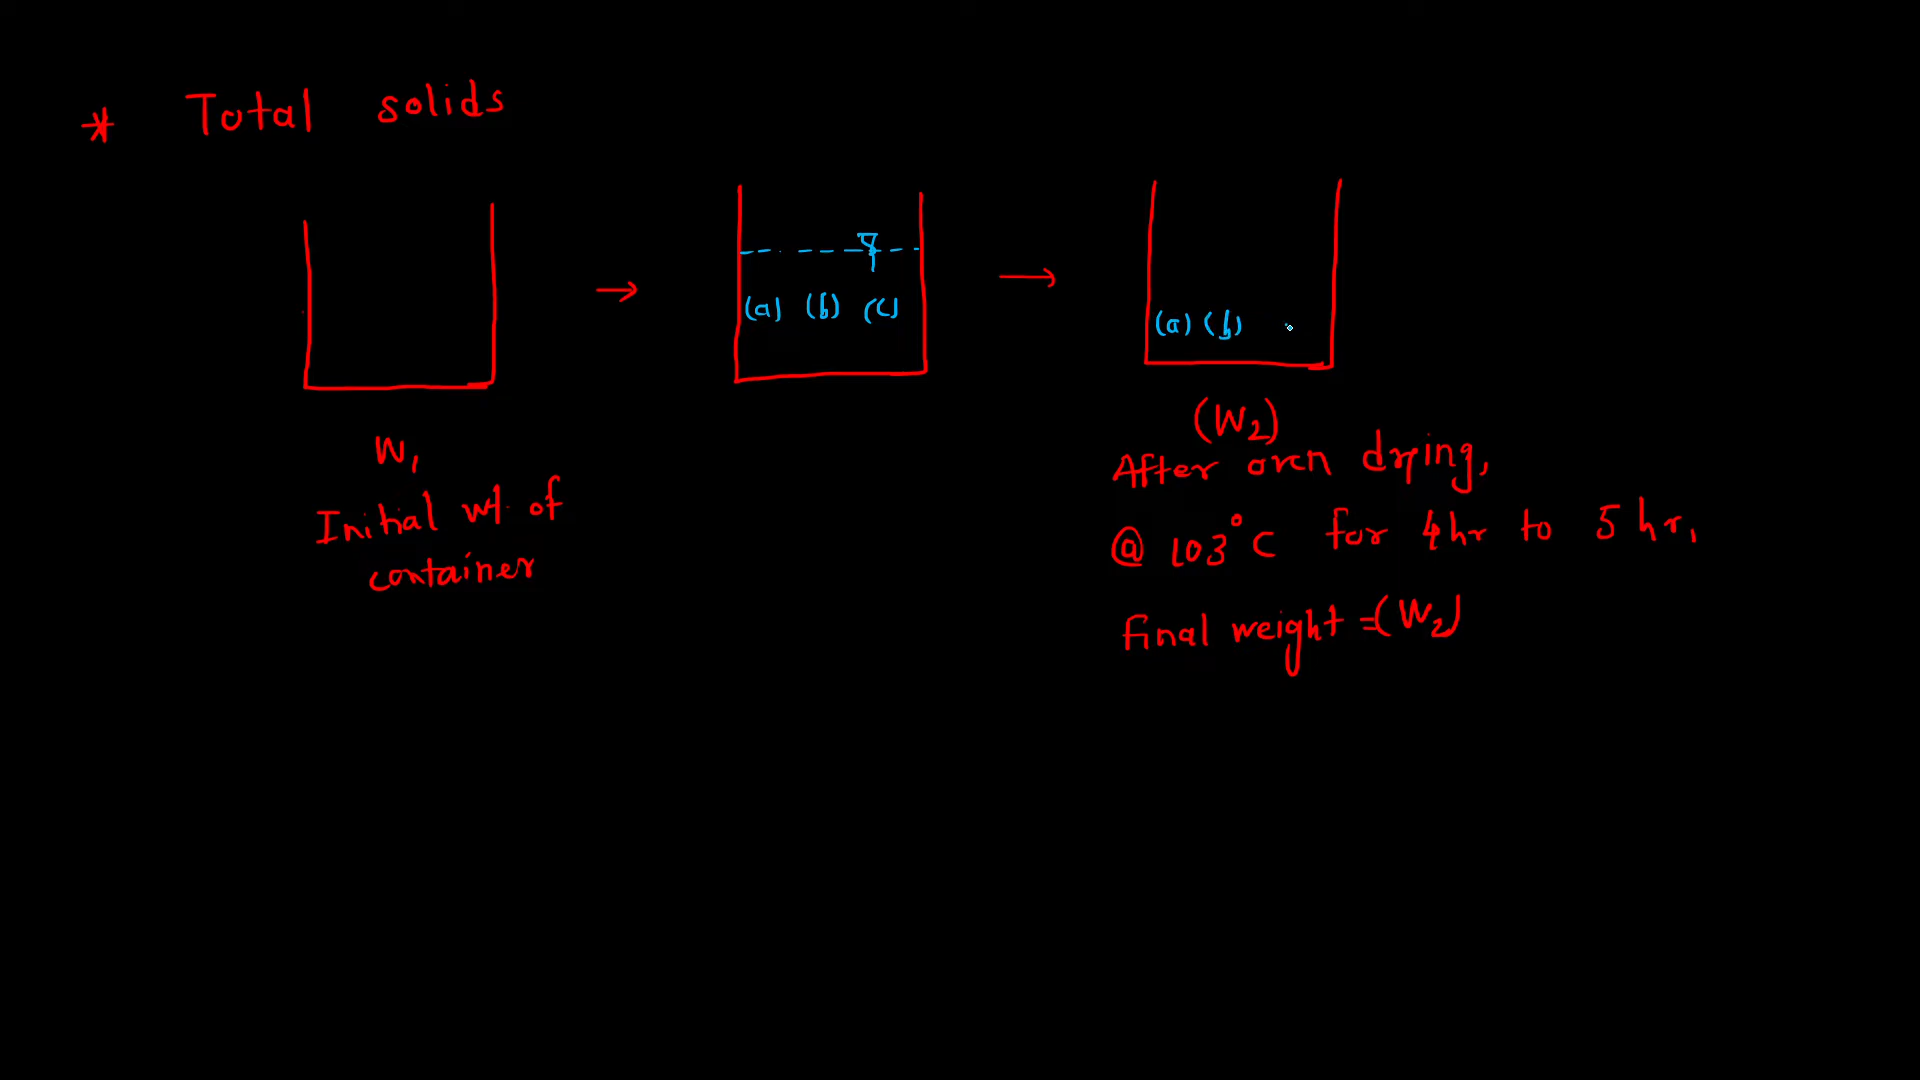 * Total solids
(a) (b) (c)
(a) (b)
W1
Initial wt. of
container
(W2)
After oven drying,
@ 103°C for 4hr to 5 hr,
final weight =(W2)